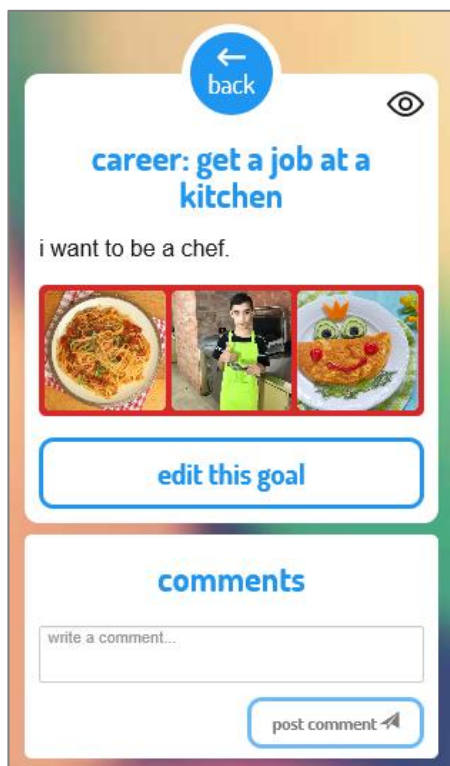 back
career: get a job at a
kitchen
i want to be a chef.
edit this goal
comments
write a comment...
post comment